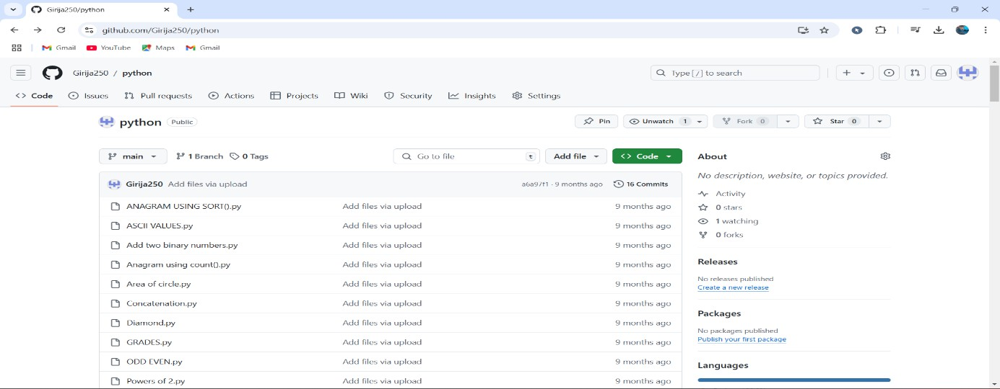 Girija250/python
github.com/Girija250/python
Gmail YouTube Maps Gmail
Girija250 / python
Type [/] to search
Code Issues Pull requests Actions Projects Wiki Security Insights Settings
python Public
Pin Unwatch 1 Fork 0 Star 0
main 1 Branch 0 Tags Go to file t Add file Code
Girija250 Add files via upload a6a97f1 · 9 months ago 16 Commits
ANAGRAM USING SORT().py Add files via upload 9 months ago
ASCII VALUES.py Add files via upload 9 months ago
Add two binary numbers.py Add files via upload 9 months ago
Anagram using count().py Add files via upload 9 months ago
Area of circle.py Add files via upload 9 months ago
Concatenation.py Add files via upload 9 months ago
Diamond.py Add files via upload 9 months ago
GRADES.py Add files via upload 9 months ago
ODD EVEN.py Add files via upload 9 months ago
Powers of 2.py Add files via upload 9 months ago
About
No description, website, or topics provided.
Activity
0 stars
1 watching
0 forks
Releases
No releases published
Create a new release
Packages
No packages published
Publish your first package
Languages